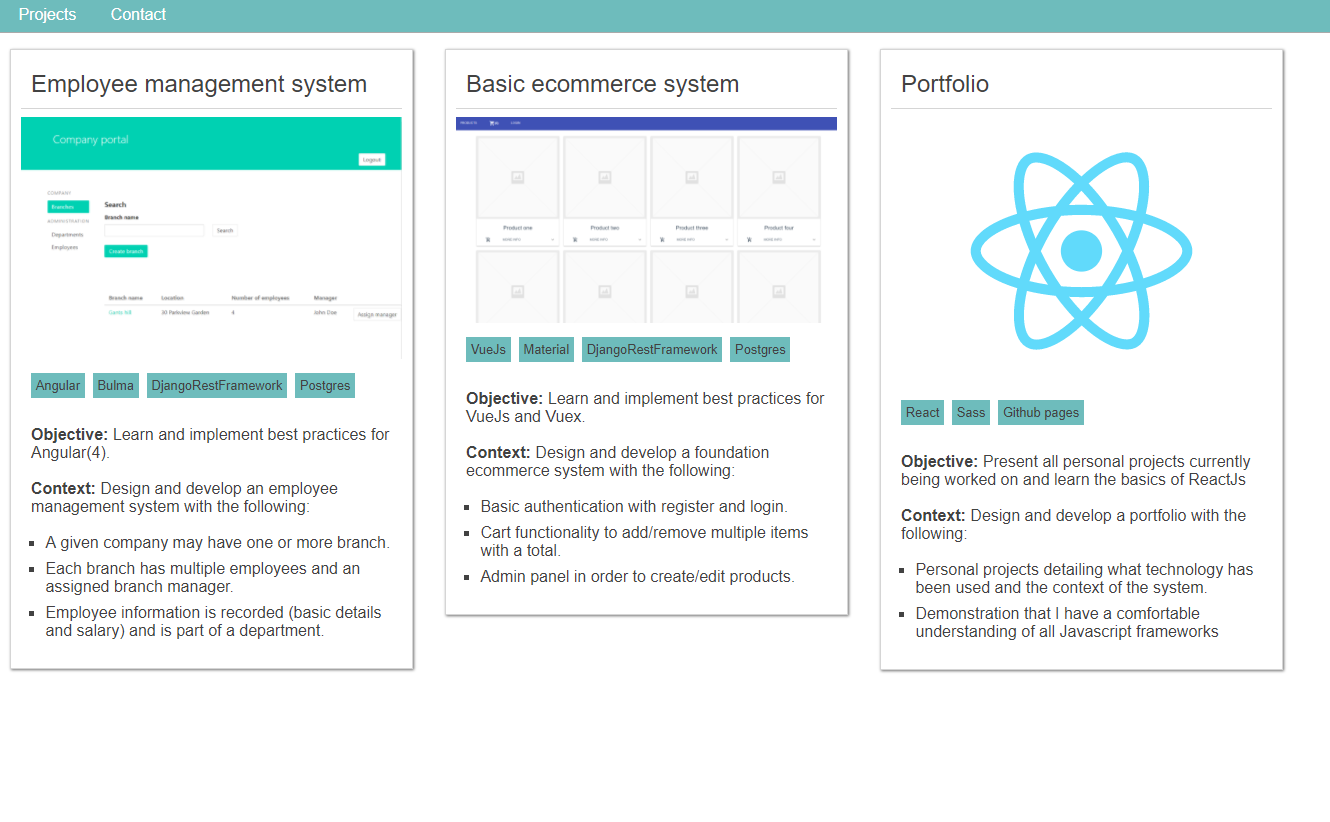 Projects Contact
Employee management system
Company portal
Logout
COMPANY
Branches
ADMINISTRATION
Departments
Employees
Search
Branch name
Search
Create branch
Branch name Location Number of employees Manager
Gants hill 30 Parkview Garden 4 John Doe Assign manager
Angular Bulma DjangoRestFramework Postgres
Objective: Learn and implement best practices for
Angular(4).
Context: Design and develop an employee
management system with the following:
A given company may have one or more branch.
Each branch has multiple employees and an
assigned branch manager.
Employee information is recorded (basic details
and salary) and is part of a department.
Basic ecommerce system
PRODUCTS LOGIN
Product one Product two Product three Product four
MORE INFO MORE INFO MORE INFO MORE INFO
VueJs Material DjangoRestFramework Postgres
Objective: Learn and implement best practices for
VueJs and Vuex.
Context: Design and develop a foundation
ecommerce system with the following:
Basic authentication with register and login.
Cart functionality to add/remove multiple items
with a total.
Admin panel in order to create/edit products.
Portfolio
React Sass Github pages
Objective: Present all personal projects currently
being worked on and learn the basics of ReactJs
Context: Design and develop a portfolio with the
following:
Personal projects detailing what technology has
been used and the context of the system.
Demonstration that I have a comfortable
understanding of all Javascript frameworks